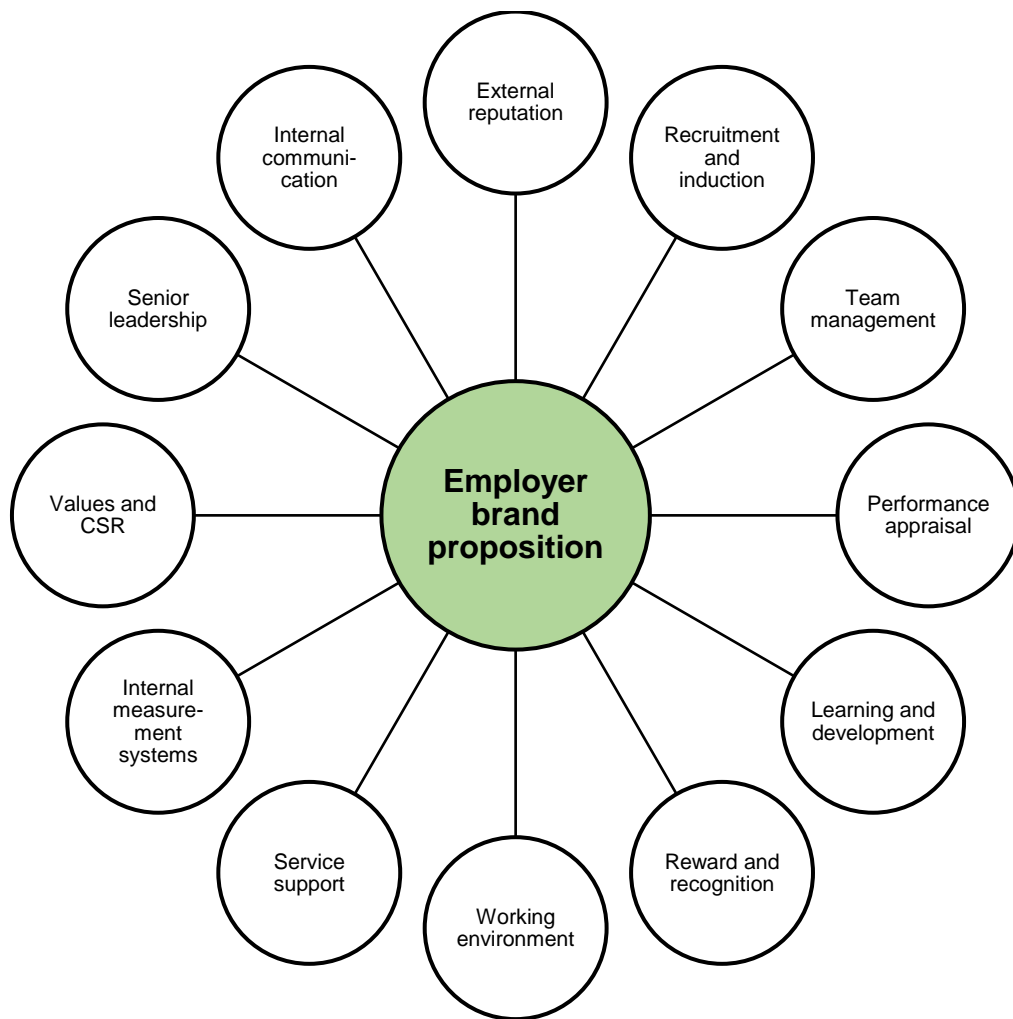 External
reputation
Recruitment
and
induction
Team
management
Performance
appraisal
Learning and
development
Reward and
recognition
Working
environment
Service
support
Internal
measure-
ment
systems
Values and
CSR
Senior
leadership
Internal
communi-
cation
Employer
brand
proposition